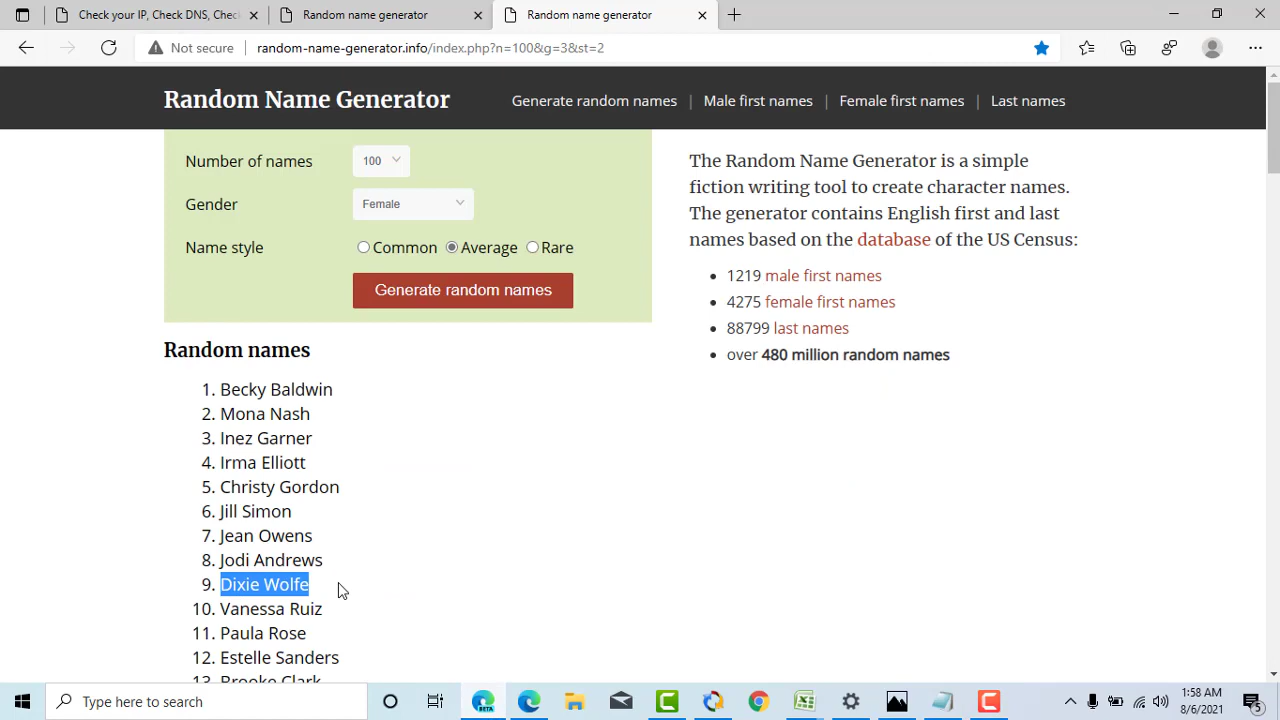 Check your IP, Check DNS, Check
Random name generator
Random name generator
Not secure
random-name-generator.info/index.php?n=100&g=3&st=2
Random Name Generator
Generate random names | Male first names | Female first names | Last names
Number of names 100
Gender Female
Name style Common Average Rare
Generate random names
The Random Name Generator is a simple
fiction writing tool to create character names.
The generator contains English first and last
names based on the database of the US Census:
• 1219 male first names
• 4275 female first names
• 88799 last names
• over 480 million random names
Random names
1. Becky Baldwin
2. Mona Nash
3. Inez Garner
4. Irma Elliott
5. Christy Gordon
6. Jill Simon
7. Jean Owens
8. Jodi Andrews
9. Dixie Wolfe
10. Vanessa Ruiz
11. Paula Rose
12. Estelle Sanders
13. Brooke Clark
Type here to search
BETA
1:58 AM
8/6/2021
5